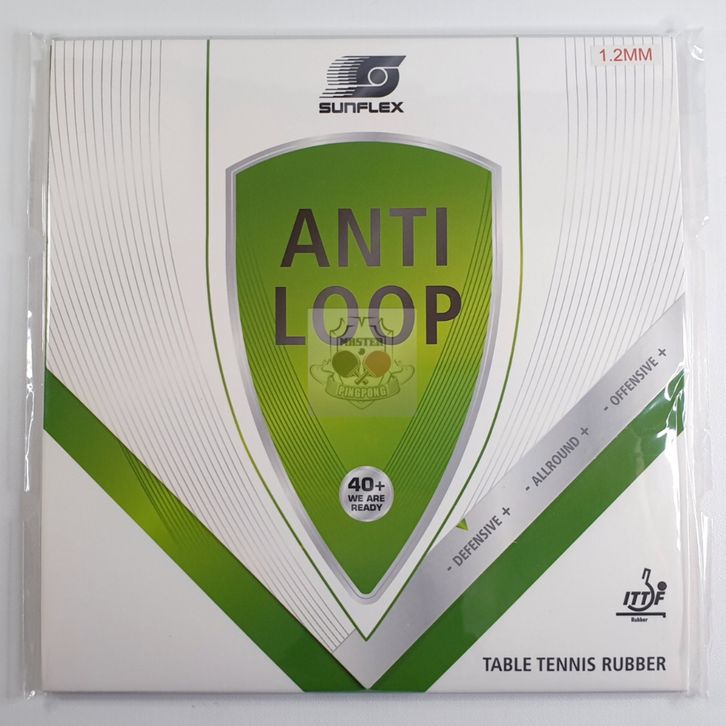 1.2MM
SUNFLEX
ANTI
LOOP
MASTER
PINGPONG
40+
WE ARE
READY
- DEFENSIVE + - ALLROUND + - OFFENSIVE +
ITTF
Rubber
TABLE TENNIS RUBBER